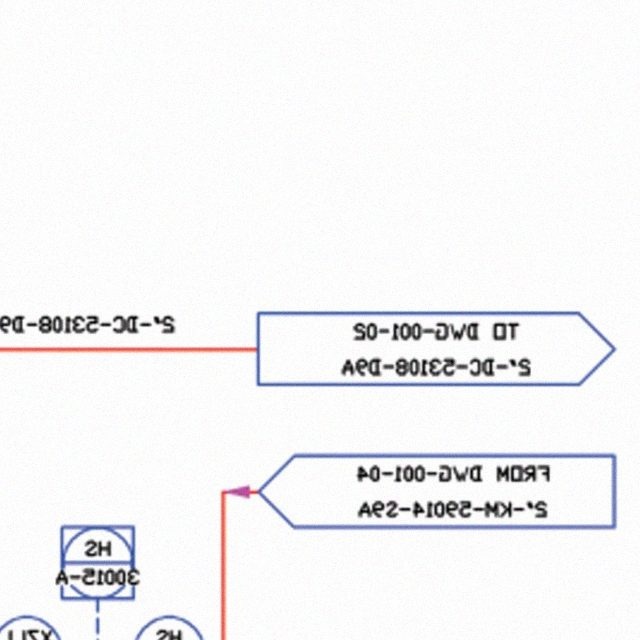 2"-DC-53108-D9
TO DWG-001-02
2"-DC-53108-D9A
FROM DWG-001-04
2"-KM-59014-S9A
HS
30015-A
HS